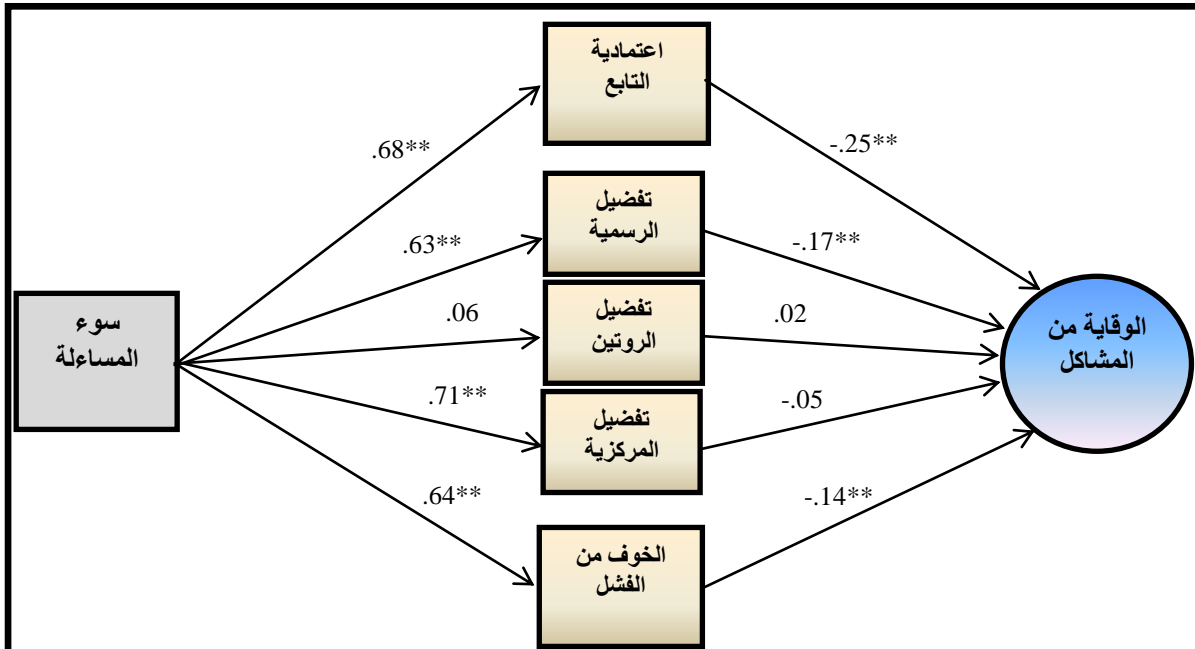 اعتمادية
التابع
.68**
-.25**
تفضيل
الرسمية
.63**
-.17**
سوء
المساءلة
.06
تفضيل
الروتين
.02
الوقاية من
المشاكل
.71**
تفضيل
المركزية
-.05
.64**
الخوف من
الفشل
-.14**